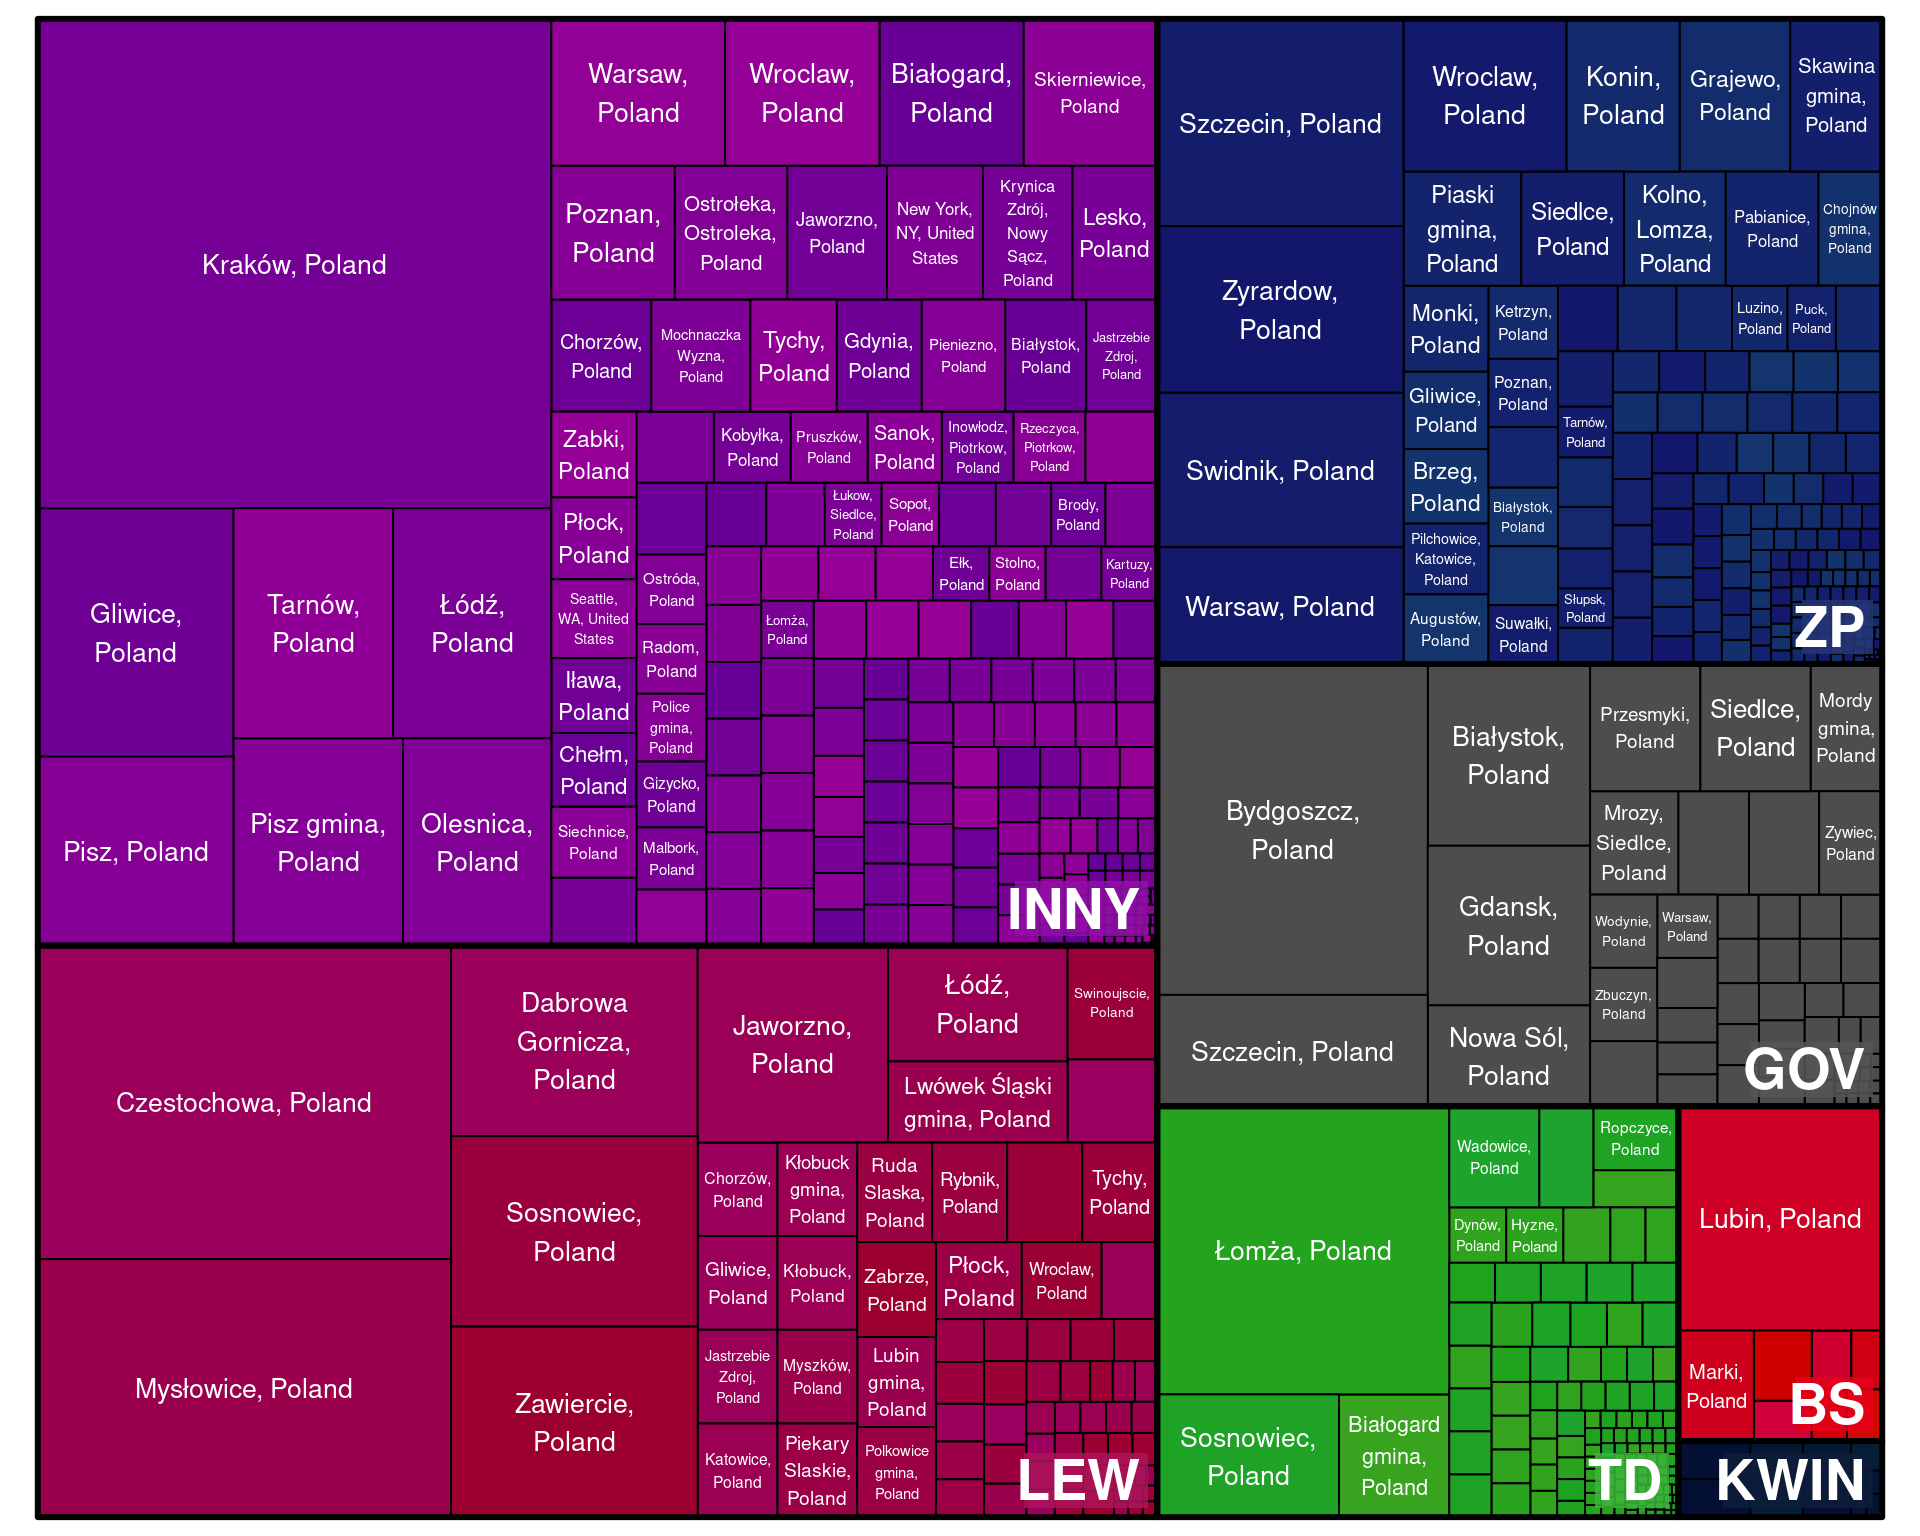 Kraków, Poland
Gliwice,
Poland
Tarnów,
Poland
Łódź,
Poland
Pisz, Poland
Pisz gmina,
Poland
Olesnica,
Poland
Warsaw,
Poland
Wroclaw,
Poland
Białogard,
Poland
Skierniewice,
Poland
Poznan,
Poland
Ostrołeka,
Ostroleka,
Poland
Jaworzno,
Poland
New York,
NY, United
States
Krynica
Zdrój,
Nowy
Sącz,
Poland
Lesko,
Poland
Chorzów,
Poland
Mochnaczka
Wyzna,
Poland
Tychy,
Poland
Gdynia,
Poland
Pieniezno,
Poland
Białystok,
Poland
Jastrzebie
Zdroj,
Poland
Zabki,
Poland
Kobyłka,
Poland
Pruszków,
Poland
Sanok,
Poland
Inowłodz,
Piotrkow,
Poland
Rzeczyca,
Piotrkow,
Poland
Płock,
Poland
Łukow,
Siedlce,
Poland
Sopot,
Poland
Brody,
Poland
Seattle,
WA, United
States
Ostróda,
Poland
Ełk,
Poland
Stolno,
Poland
Kartuzy,
Poland
Radom,
Poland
Łomża,
Poland
Iława,
Poland
Police
gmina,
Poland
Chełm,
Poland
Gizycko,
Poland
Siechnice,
Poland
Malbork,
Poland
INNY
Szczecin, Poland
Zyrardow,
Poland
Swidnik, Poland
Warsaw, Poland
Wroclaw,
Poland
Konin,
Poland
Grajewo,
Poland
Skawina
gmina,
Poland
Piaski
gmina,
Poland
Siedlce,
Poland
Kolno,
Lomza,
Poland
Pabianice,
Poland
Chojnów
gmina,
Poland
Monki,
Poland
Ketrzyn,
Poland
Luzino,
Poland
Puck,
Poland
Gliwice,
Poland
Poznan,
Poland
Tarnów,
Poland
Brzeg,
Poland
Białystok,
Poland
Pilchowice,
Katowice,
Poland
Augustów,
Poland
Suwałki,
Poland
Słupsk,
Poland
ZP
Bydgoszcz,
Poland
Szczecin, Poland
Białystok,
Poland
Gdansk,
Poland
Nowa Sól,
Poland
Przesmyki,
Poland
Siedlce,
Poland
Mordy
gmina,
Poland
Mrozy,
Siedlce,
Poland
Zywiec,
Poland
Wodynie,
Poland
Warsaw,
Poland
Zbuczyn,
Poland
GOV
Czestochowa, Poland
Mysłowice, Poland
Dabrowa
Gornicza,
Poland
Sosnowiec,
Poland
Zawiercie,
Poland
Jaworzno,
Poland
Łódź,
Poland
Swinoujscie,
Poland
Lwówek Śląski
gmina, Poland
Chorzów,
Poland
Kłobuck
gmina,
Poland
Ruda
Slaska,
Poland
Rybnik,
Poland
Tychy,
Poland
Gliwice,
Poland
Kłobuck,
Poland
Zabrze,
Poland
Płock,
Poland
Wroclaw,
Poland
Jastrzebie
Zdroj,
Poland
Myszków,
Poland
Lubin
gmina,
Poland
Katowice,
Poland
Piekary
Slaskie,
Poland
Polkowice
gmina,
Poland
LEW
Łomża, Poland
Sosnowiec,
Poland
Białogard
gmina,
Poland
Wadowice,
Poland
Ropczyce,
Poland
Dynów,
Poland
Hyzne,
Poland
TD
Lubin, Poland
Marki,
Poland
BS
KWIN